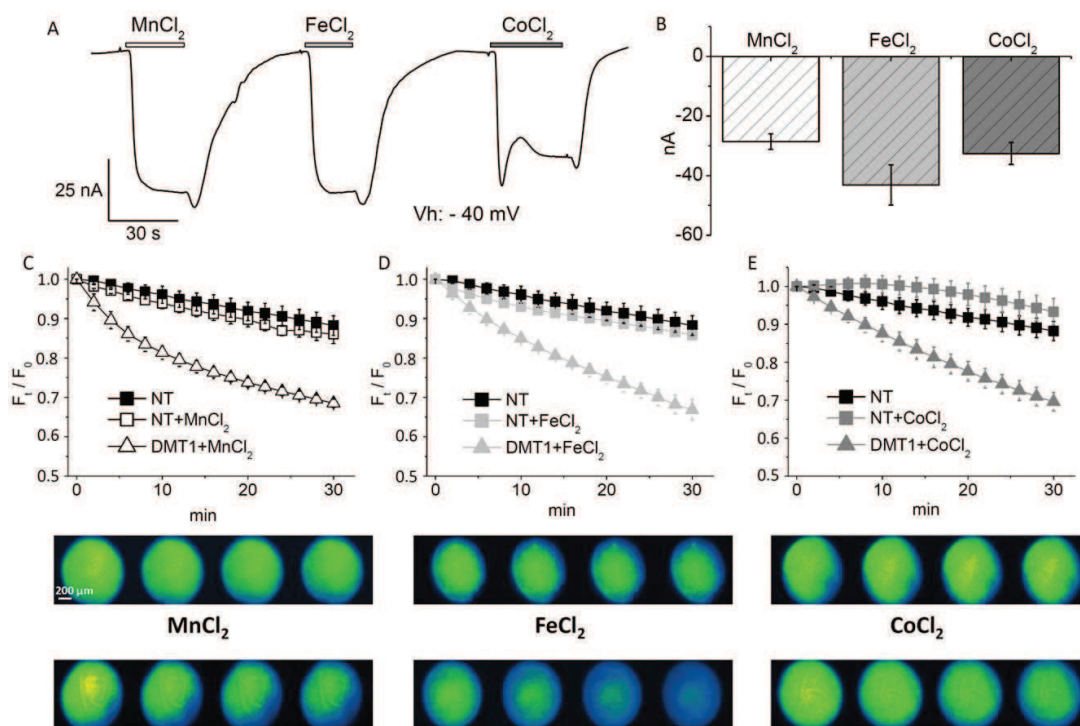 A
MnCl2
FeCl2
CoCl2
25 nA
30 s
Vh: - 40 mV
B
MnCl2
FeCl2
CoCl2
0
-20
-40
-60
nA
C
1.0
0.9
0.8
0.7
0.6
0.5
Ft / F0
NT
NT+MnCl2
DMT1+MnCl2
0
10
20
30
min
D
1.0
0.9
0.8
0.7
0.6
0.5
Ft / F0
NT
NT+FeCl2
DMT1+FeCl2
0
10
20
30
min
E
1.0
0.9
0.8
0.7
0.6
0.5
Ft / F0
NT
NT+CoCl2
DMT1+CoCl2
0
10
20
30
min
200 µm
MnCl2
FeCl2
CoCl2